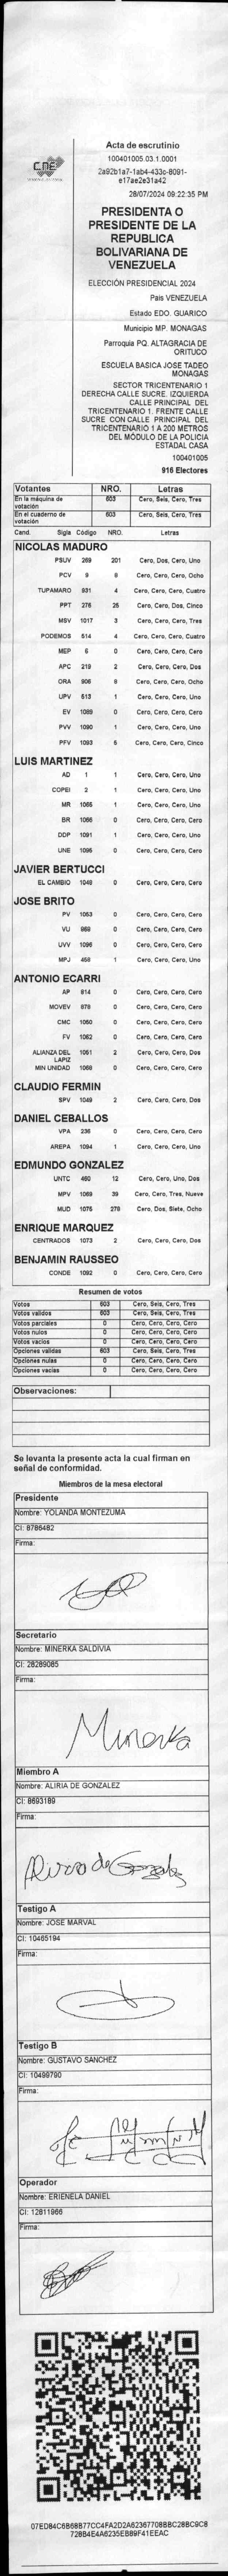 CNE
Acta de escrutinio
100401005.03.1.0001
2a92b1a7-1ab4-433c-8091-
e17ae2e31a42
28/07/2024 09:22:35 PM
PRESIDENTA O
PRESIDENTE DE LA
REPUBLICA
BOLIVARIANA DE
VENEZUELA
ELECCIÓN PRESIDENCIAL 2024
Pais VENEZUELA
Estado EDO. GUARICO
Municipio MP. MONAGAS
Parroquia PQ. ALTAGRACIA DE
ORITUCO
ESCUELA BASICA JOSE TADEO
MONAGAS
SECTOR TRICENTENARIO 1
DERECHA CALLE SUCRE. IZQUIERDA
CALLE PRINCIPAL DEL
TRICENTENARIO 1. FRENTE CALLE
SUCRE CON CALLE PRINCIPAL DEL
TRICENTENARIO 1 A 200 METROS
DEL MÓDULO DE LA POLICIA
ESTADAL CASA
100401005
916 Electores
Votantes NRO. Letras
En la máquina de votación 603 Cero, Seis, Cero, Tres
En el cuaderno de votación 603 Cero, Seis, Cero, Tres
Cand. Sigla Código NRO. Letras
NICOLAS MADURO
PSUV 269 201 Cero, Dos, Cero, Uno
PCV 9 8 Cero, Cero, Cero, Ocho
TUPAMARO 931 4 Cero, Cero, Cero, Cuatro
PPT 276 25 Cero, Cero, Dos, Cinco
MSV 1017 3 Cero, Cero, Cero, Tres
PODEMOS 514 4 Cero, Cero, Cero, Cuatro
MEP 6 0 Cero, Cero, Cero, Cero
APC 219 2 Cero, Cero, Cero, Dos
ORA 906 8 Cero, Cero, Cero, Ocho
UPV 513 1 Cero, Cero, Cero, Uno
EV 1089 0 Cero, Cero, Cero, Cero
PVV 1090 1 Cero, Cero, Cero, Uno
PFV 1093 5 Cero, Cero, Cero, Cinco
LUIS MARTINEZ
AD 1 1 Cero, Cero, Cero, Uno
COPEI 2 1 Cero, Cero, Cero, Uno
MR 1055 1 Cero, Cero, Cero, Uno
BR 1056 0 Cero, Cero, Cero, Cero
DDP 1091 1 Cero, Cero, Cero, Uno
UNE 1095 0 Cero, Cero, Cero, Cero
JAVIER BERTUCCI
EL CAMBIO 1046 0 Cero, Cero, Cero, Cero
JOSE BRITO
PV 1053 0 Cero, Cero, Cero, Cero
VU 989 0 Cero, Cero, Cero, Cero
UVV 1096 0 Cero, Cero, Cero, Cero
MPJ 458 1 Cero, Cero, Cero, Uno
ANTONIO ECARRI
AP 814 0 Cero, Cero, Cero, Cero
MOVEV 878 0 Cero, Cero, Cero, Cero
CMC 1050 0 Cero, Cero, Cero, Cero
FV 1052 0 Cero, Cero, Cero, Cero
ALIANZA DEL LAPIZ 1051 2 Cero, Cero, Cero, Dos
MIN UNIDAD 1058 0 Cero, Cero, Cero, Cero
CLAUDIO FERMIN
SPV 1049 2 Cero, Cero, Cero, Dos
DANIEL CEBALLOS
VPA 236 0 Cero, Cero, Cero, Cero
AREPA 1094 1 Cero, Cero, Cero, Uno
EDMUNDO GONZALEZ
UNTC 460 12 Cero, Cero, Uno, Dos
MPV 1069 39 Cero, Cero, Tres, Nueve
MUD 1075 278 Cero, Dos, Siete, Ocho
ENRIQUE MARQUEZ
CENTRADOS 1073 2 Cero, Cero, Cero, Dos
BENJAMIN RAUSSEO
CONDE 1092 0 Cero, Cero, Cero, Cero
Resumen de votos
Votos 603 Cero, Seis, Cero, Tres
Votos validos 603 Cero, Seis, Cero, Tres
Votos parciales 0 Cero, Cero, Cero, Cero
Votos nulos 0 Cero, Cero, Cero, Cero
Votos vacios 0 Cero, Cero, Cero, Cero
Opciones validas 603 Cero, Seis, Cero, Tres
Opciones nulas 0 Cero, Cero, Cero, Cero
Opciones vacias 0 Cero, Cero, Cero, Cero
Observaciones:
Se levanta la presente acta la cual firman en
señal de conformidad.
Miembros de la mesa electoral
Presidente
Nombre: YOLANDA MONTEZUMA
CI: 8786482
Firma:
Secretario
Nombre: MINERKA SALDIVIA
CI: 28289085
Firma:
Minerka
Miembro A
Nombre: ALIRIA DE GONZALEZ
CI: 8693189
Firma:
Aliria de Gonzalez
Testigo A
Nombre: JOSE MARVAL
CI: 10465194
Firma:
Testigo B
Nombre: GUSTAVO SANCHEZ
CI: 10499790
Firma:
Operador
Nombre: ERIENELA DANIEL
CI: 12811966
Firma:
07ED84C6B68B77CC4FA2D2A62367708BBC28BC9C8
728B4E4A6235EB89F41EEAC